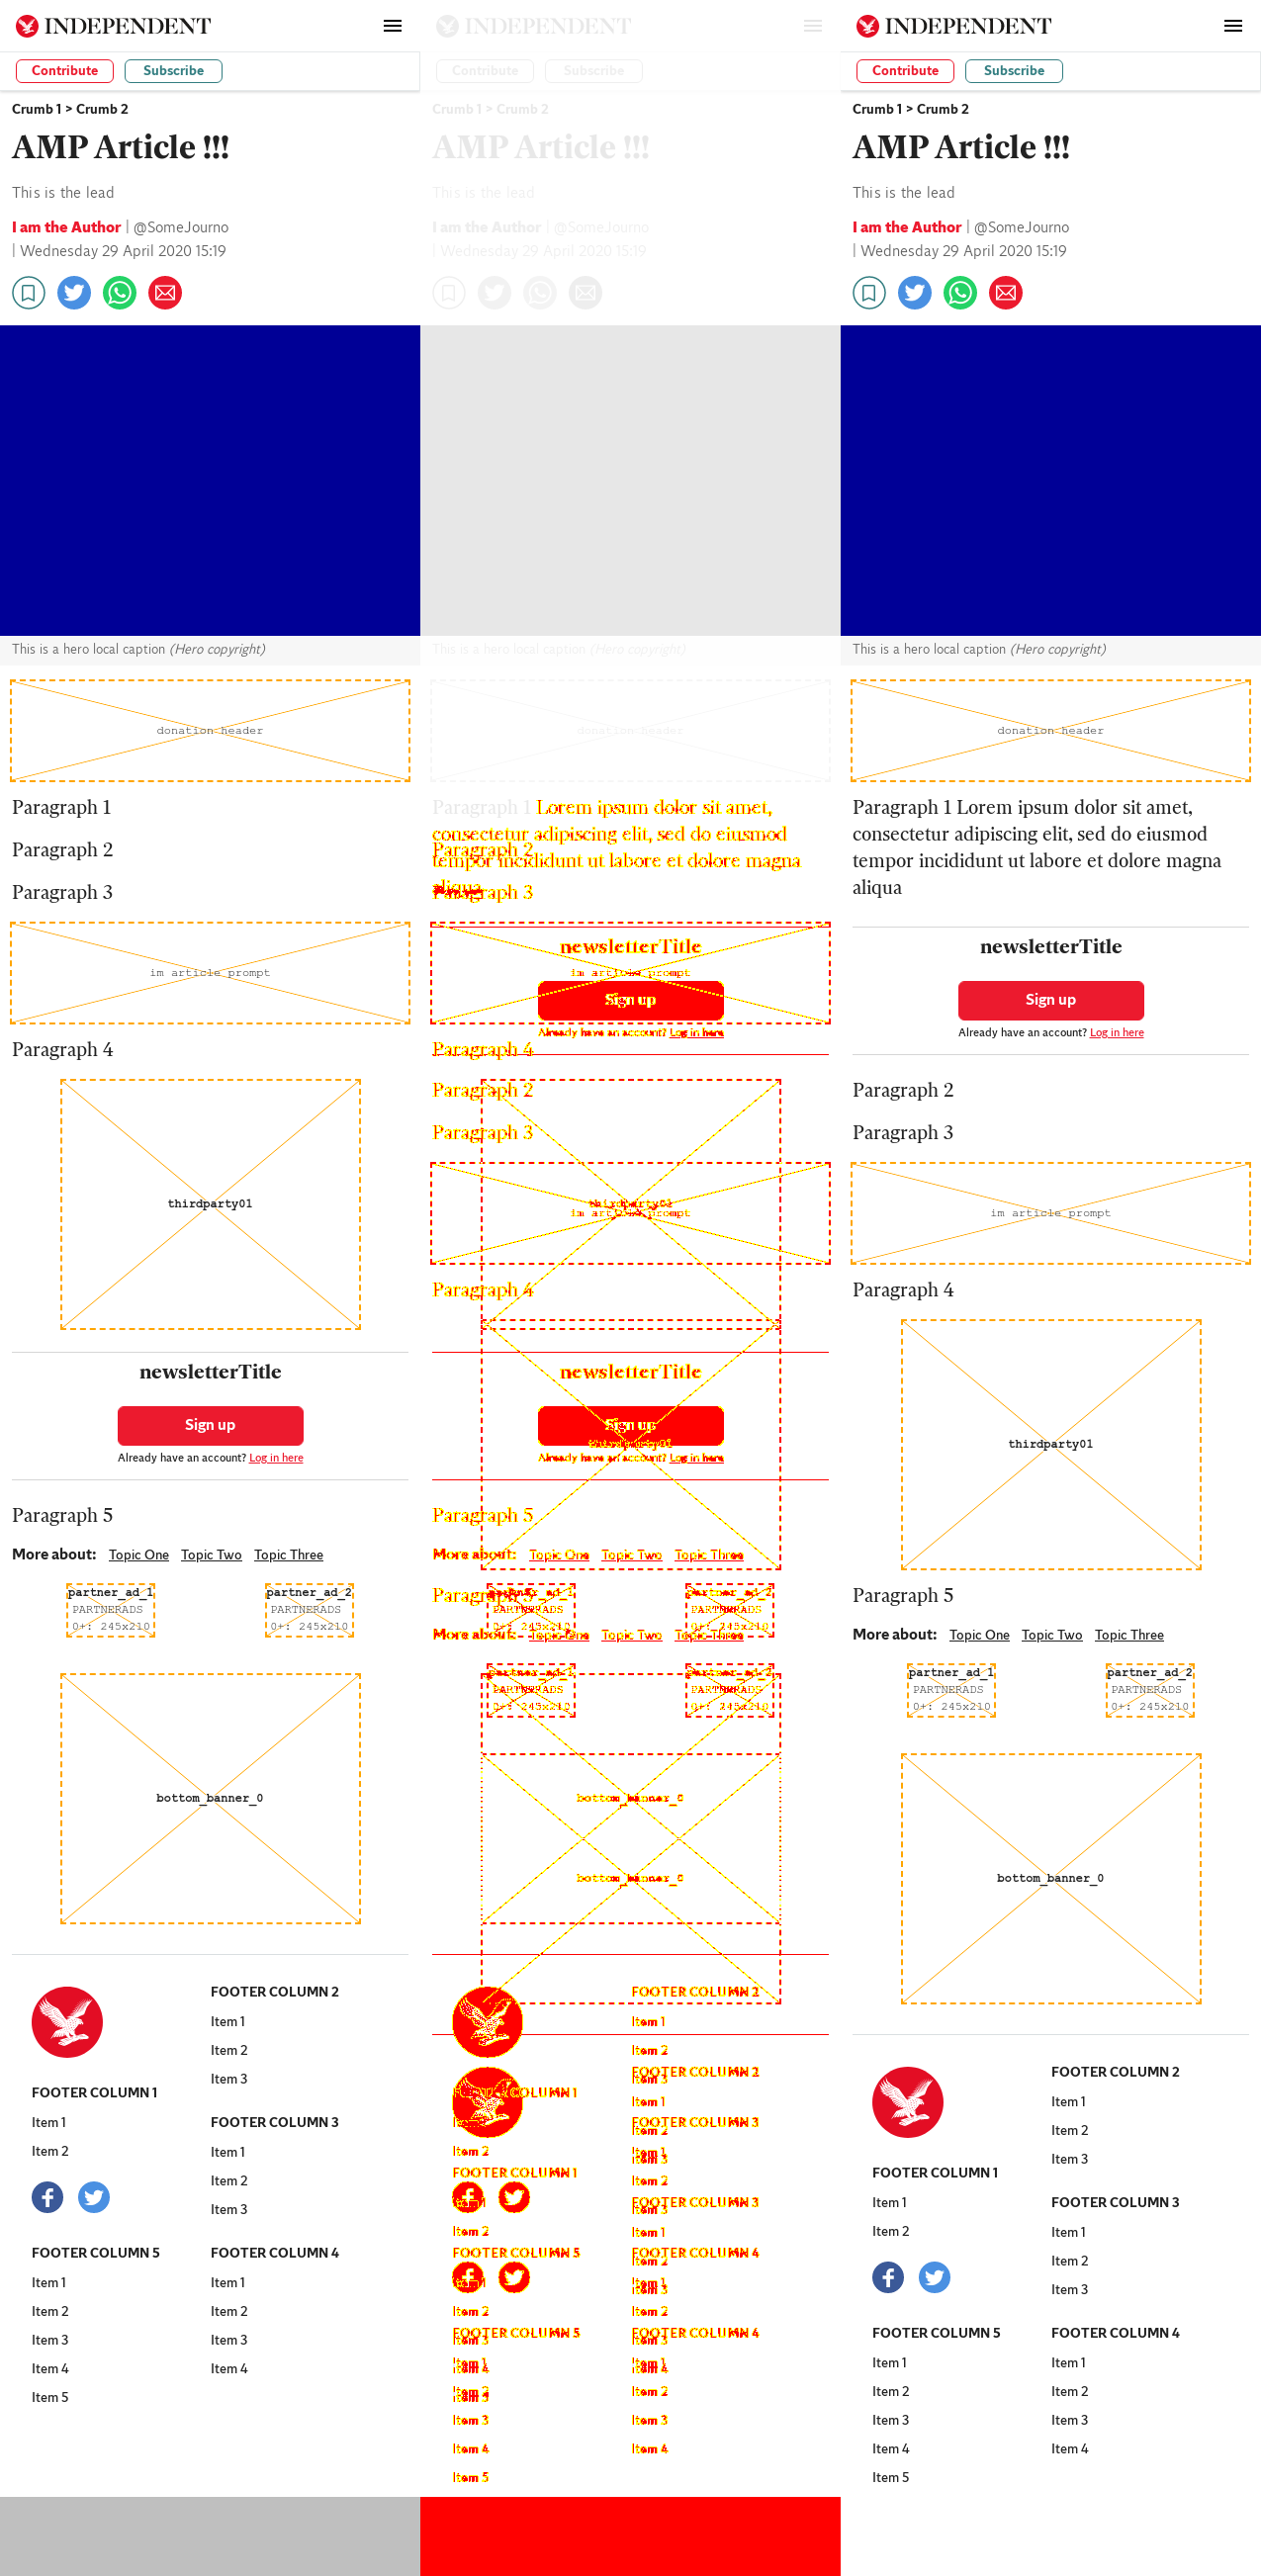 INDEPENDENT
Contribute Subscribe
Crumb 1 > Crumb 2
AMP Article !!!
This is the lead
I am the Author | @SomeJourno
| Wednesday 29 April 2020 15:19
This is a hero local caption (Hero copyright)
donation header
Paragraph 1
Paragraph 2
Paragraph 3
im article prompt
Paragraph 4
thirdparty01
newsletterTitle
Sign up
Already have an account? Log in here
Paragraph 5
More about: Topic One Topic Two Topic Three
partner_ad_1 partner_ad_2
PARTNERADS PARTNERADS
0+: 245x210 0+: 245x210
bottom_banner_0
FOOTER COLUMN 1
Item 1
Item 2
FOOTER COLUMN 5
Item 1
Item 2
Item 3
Item 4
Item 5
FOOTER COLUMN 2
Item 1
Item 2
Item 3
FOOTER COLUMN 3
Item 1
Item 2
Item 3
FOOTER COLUMN 4
Item 1
Item 2
Item 3
Item 4
INDEPENDENT
Contribute Subscribe
Crumb 1 > Crumb 2
AMP Article !!!
This is the lead
I am the Author | @SomeJourno
| Wednesday 29 April 2020 15:19
This is a hero local caption (Hero copyright)
donation header
Paragraph 1 Lorem ipsum dolor sit amet,
consectetur adipiscing elit, sed do eiusmod
Paragraph 2
tempor incididunt ut labore et dolore magna
aliqua
Paragraph 3
newsletterTitle
im article prompt
Sign up
Already have an account? Log in here
Paragraph 4
Paragraph 2
Paragraph 3
thirdparty01
im article prompt
Paragraph 4
newsletterTitle
Sign up
thirdparty01
Already have an account? Log in here
Paragraph 5
More about: Topic One Topic Two Topic Three
partner_ad_1 partner_ad_2
Paragraph 5
PARTNERADS PARTNERADS
More about: Topic One Topic Two Topic Three
partner_ad_1 partner_ad_2
PARTNERADS PARTNERADS
0+: 245x210 0+: 245x210
bottom_banner_0
bottom_banner_0
FOOTER COLUMN 1
Item 2
FOOTER COLUMN 1
Item 2
FOOTER COLUMN 5
Item 2
FOOTER COLUMN 5
Item 3
Item 4
Item 5
FOOTER COLUMN 2
Item 1
Item 2
FOOTER COLUMN 2
Item 1
FOOTER COLUMN 3
Item 2
FOOTER COLUMN 3
Item 1
FOOTER COLUMN 4
Item 2
FOOTER COLUMN 4
Item 2
Item 3
Item 4
INDEPENDENT
Contribute Subscribe
Crumb 1 > Crumb 2
AMP Article !!!
This is the lead
I am the Author | @SomeJourno
| Wednesday 29 April 2020 15:19
This is a hero local caption (Hero copyright)
donation header
Paragraph 1 Lorem ipsum dolor sit amet,
consectetur adipiscing elit, sed do eiusmod
tempor incididunt ut labore et dolore magna
aliqua
newsletterTitle
Sign up
Already have an account? Log in here
Paragraph 2
Paragraph 3
im article prompt
Paragraph 4
thirdparty01
Paragraph 5
More about: Topic One Topic Two Topic Three
partner_ad_1 partner_ad_2
PARTNERADS PARTNERADS
0+: 245x210 0+: 245x210
bottom_banner_0
FOOTER COLUMN 1
Item 1
Item 2
FOOTER COLUMN 5
Item 1
Item 2
Item 3
Item 4
Item 5
FOOTER COLUMN 2
Item 1
Item 2
Item 3
FOOTER COLUMN 3
Item 1
Item 2
Item 3
FOOTER COLUMN 4
Item 1
Item 2
Item 3
Item 4